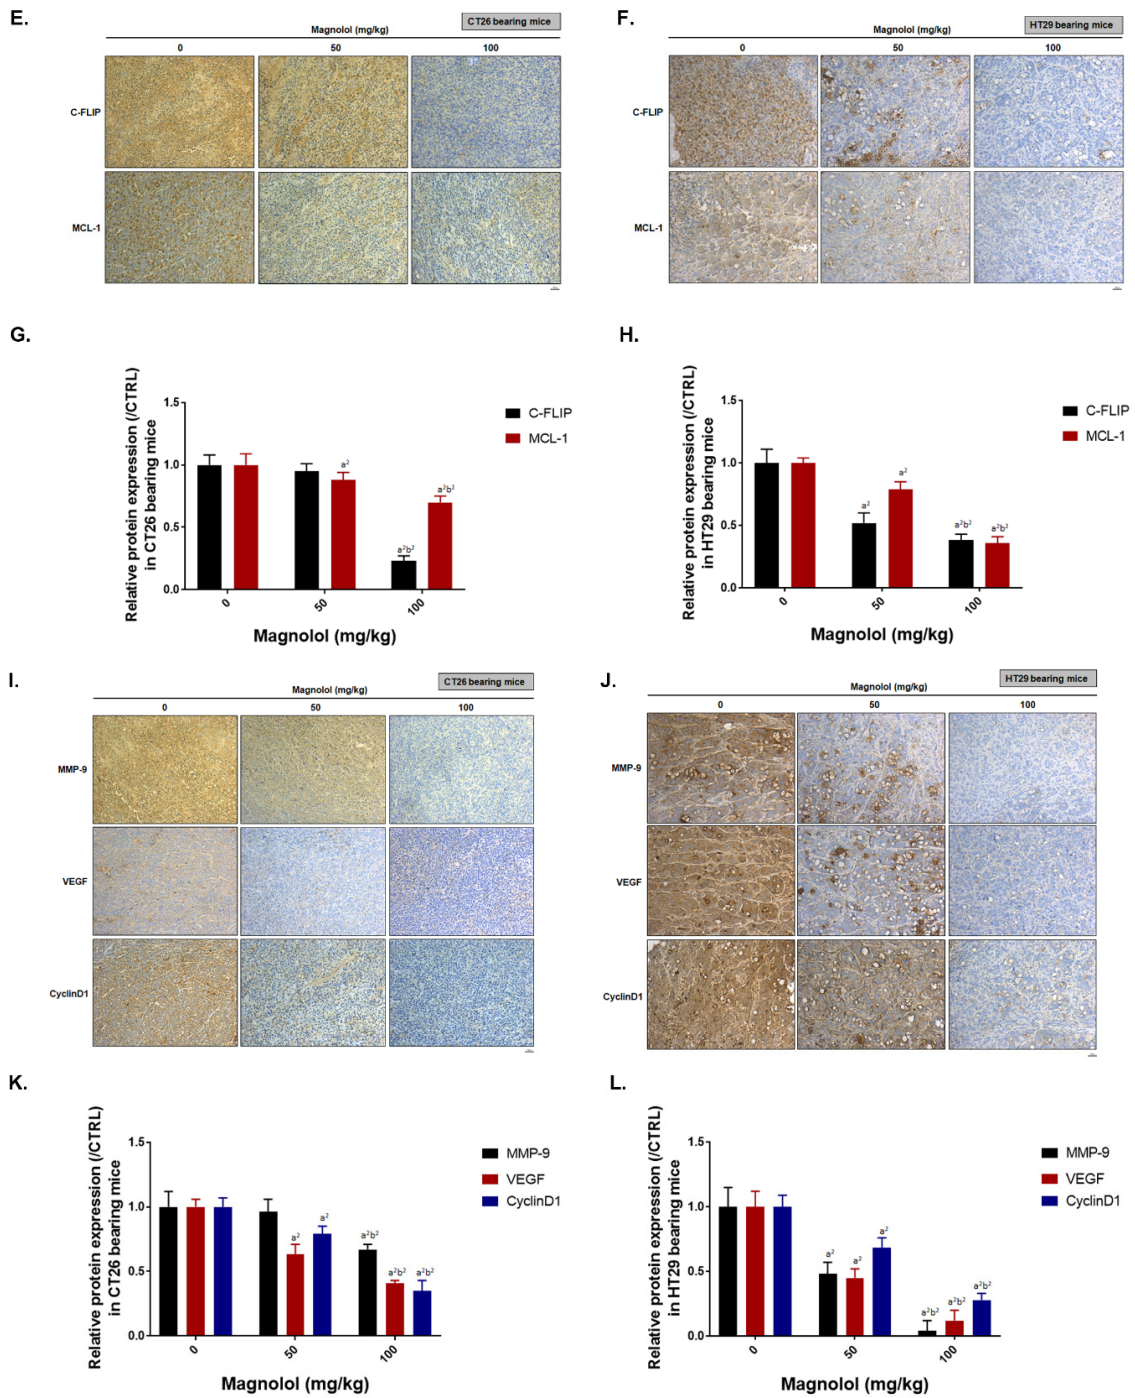 E.
CT26 bearing mice
Magnolol (mg/kg)
0 50 100
C-FLIP
MCL-1
F.
HT29 bearing mice
Magnolol (mg/kg)
0 50 100
C-FLIP
MCL-1
G.
Relative protein expression (/CTRL)
in CT26 bearing mice
1.5
1.0
0.5
0.0
a²
a²b²
a²b²
C-FLIP
MCL-1
0 50 100
Magnolol (mg/kg)
H.
Relative protein expression (/CTRL)
in HT29 bearing mice
1.5
1.0
0.5
0.0
a²
a²
a²b²
a²b²
C-FLIP
MCL-1
0 50 100
Magnolol (mg/kg)
I.
CT26 bearing mice
Magnolol (mg/kg)
0 50 100
MMP-9
VEGF
CyclinD1
J.
HT29 bearing mice
Magnolol (mg/kg)
0 50 100
MMP-9
VEGF
CyclinD1
K.
Relative protein expression (/CTRL)
in CT26 bearing mice
1.5
1.0
0.5
0.0
a²
a²
a²b²
a²b²
a²b²
MMP-9
VEGF
CyclinD1
0 50 100
Magnolol (mg/kg)
L.
Relative protein expression (/CTRL)
in HT29 bearing mice
1.5
1.0
0.5
0.0
a²
a²
a²
a²b²
a²b²
a²b²
MMP-9
VEGF
CyclinD1
0 50 100
Magnolol (mg/kg)